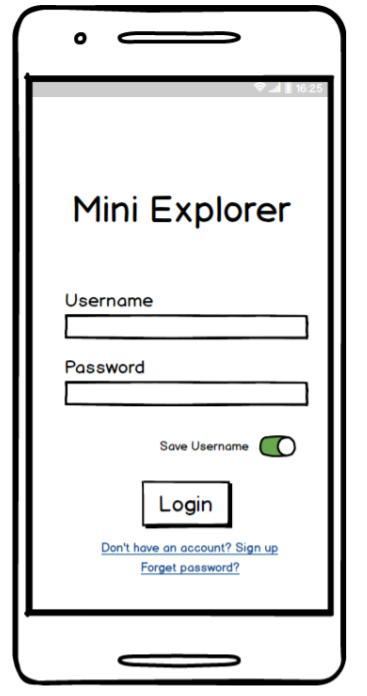 16:25
Mini Explorer
Username
Password
Save Username
Login
Don't have an account? Sign up
Forget password?